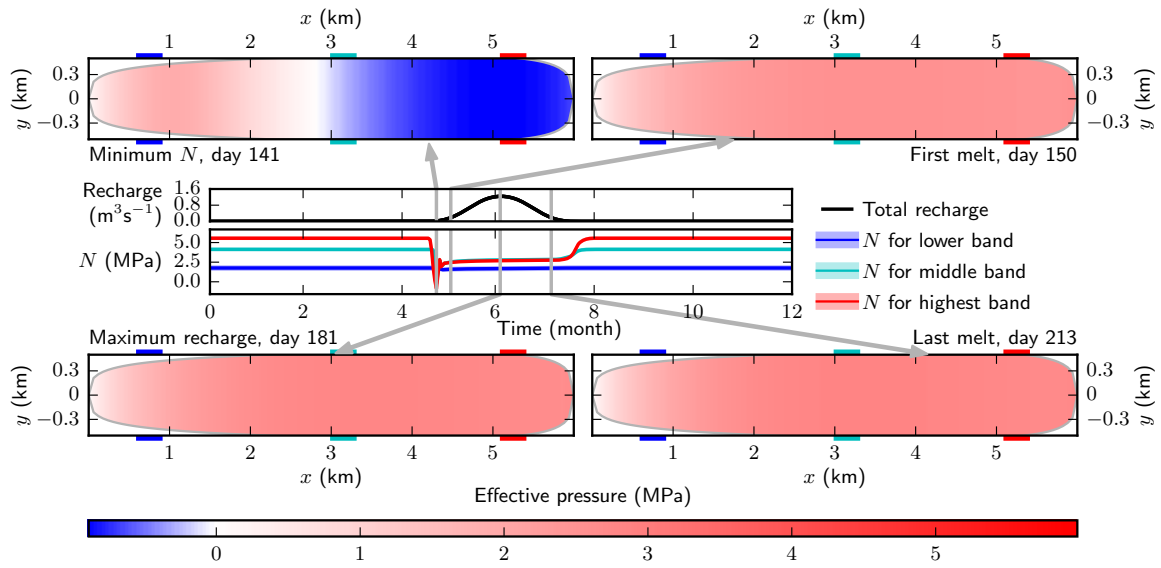 x (km)
x (km)
1 2 3 4 5
1 2 3 4 5
y (km)
0.3
0
−0.3
0.3
0
−0.3
y (km)
Minimum N, day 141
First melt, day 150
Recharge
(m³s⁻¹)
1.6
0.8
0.0
N (MPa)
5.0
2.5
0.0
0 2 4 6 8 10 12
Time (month)
Total recharge
N for lower band
N for middle band
N for highest band
Maximum recharge, day 181
Last melt, day 213
y (km)
0.3
0
−0.3
0.3
0
−0.3
y (km)
1 2 3 4 5
1 2 3 4 5
x (km)
x (km)
Effective pressure (MPa)
0 1 2 3 4 5